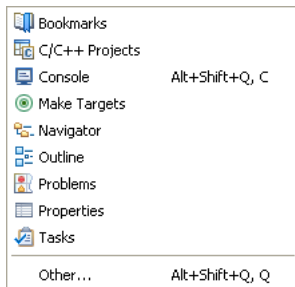 Bookmarks
C/C++ Projects
Console Alt+Shift+Q, C
Make Targets
Navigator
Outline
Problems
Properties
Tasks
Other... Alt+Shift+Q, Q